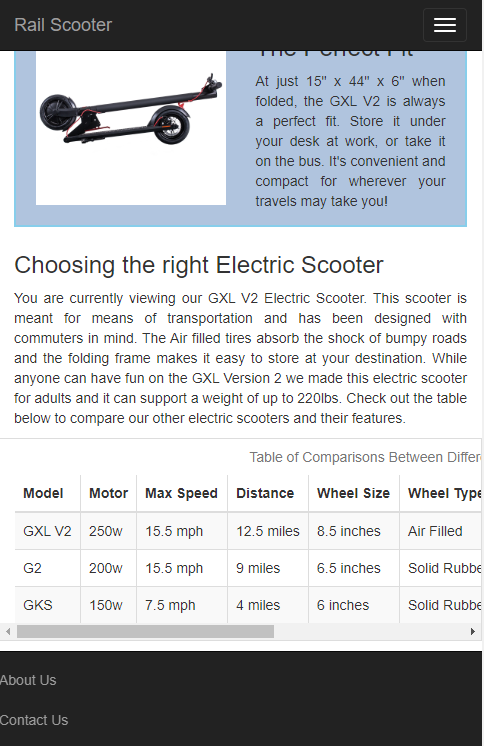 Rail Scooter
The Perfect Fit
At just 15" x 44" x 6" when
folded, the GXL V2 is always
a perfect fit. Store it under
your desk at work, or take it
on the bus. It's convenient and
compact for wherever your
travels may take you!
Choosing the right Electric Scooter
You are currently viewing our GXL V2 Electric Scooter. This scooter is
meant for means of transportation and has been designed with
commuters in mind. The Air filled tires absorb the shock of bumpy roads
and the folding frame makes it easy to store at your destination. While
anyone can have fun on the GXL Version 2 we made this electric scooter
for adults and it can support a weight of up to 220lbs. Check out the table
below to compare our other electric scooters and their features.
Table of Comparisons Between Differ
Model Motor Max Speed Distance Wheel Size Wheel Type
GXL V2 250w 15.5 mph 12.5 miles 8.5 inches Air Filled
G2 200w 15.5 mph 9 miles 6.5 inches Solid Rubbe
GKS 150w 7.5 mph 4 miles 6 inches Solid Rubbe
About Us
Contact Us